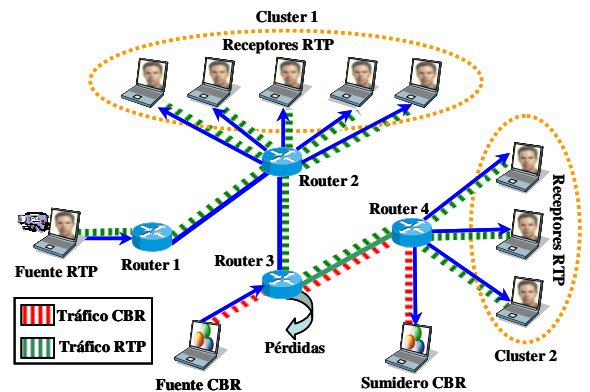 Cluster 1
Receptores RTP
Router 2
Receptores RTP
Router 4
Fuente RTP
Router 1
Router 3
Tráfico CBR
Tráfico RTP
Pérdidas
Fuente CBR
Sumidero CBR
Cluster 2